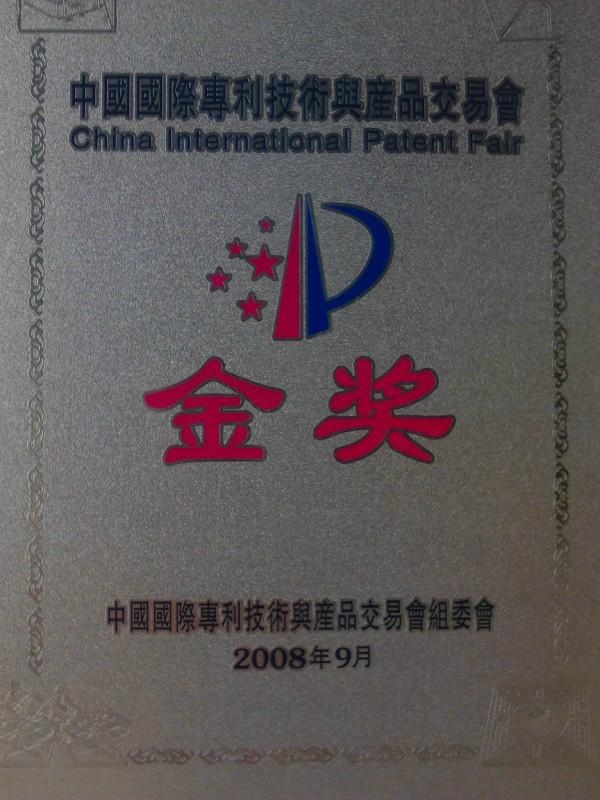 中國國際專利技術與産品交易會
China International Patent Fair
金奖
中國國際專利技術與産品交易會組委會
2008年9月